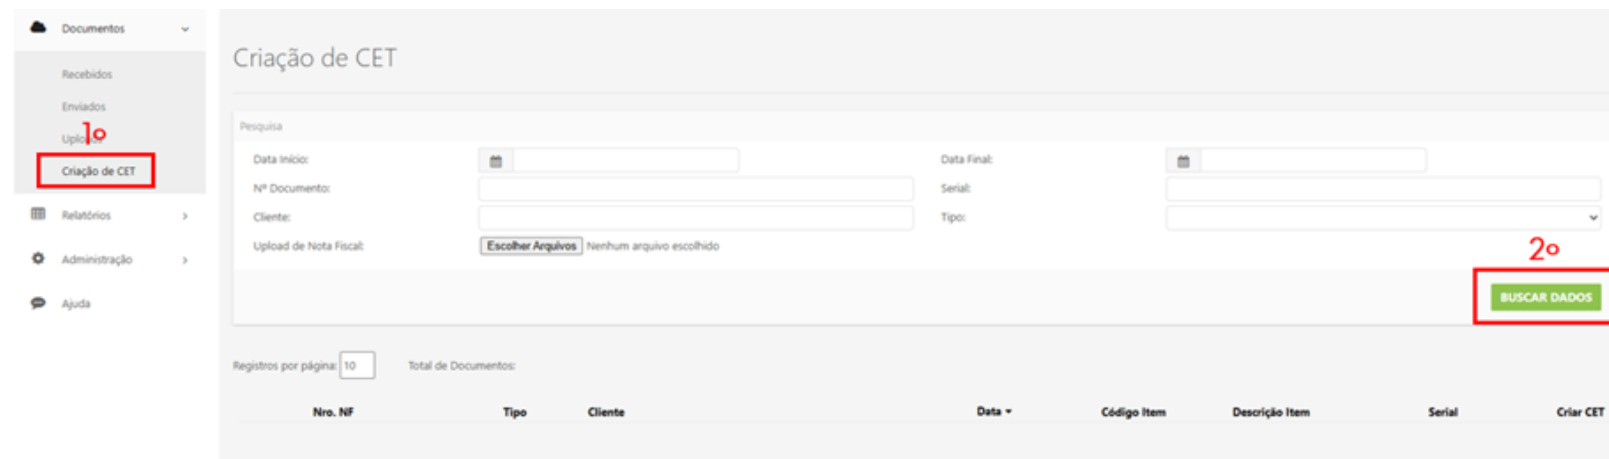 Documentos
Criação de CET
Recebidos
Enviados
Uploads
1º
Criação de CET
Relatórios
Administração
Ajuda
Pesquisa
Data Início:
Data Final:
Nº Documento:
Serial:
Cliente:
Tipo:
Upload de Nota Fiscal: Escolher Arquivos Nenhum arquivo escolhido
2º
BUSCAR DADOS
Registros por página: 10 Total de Documentos:
Nro. NF Tipo Cliente Data Código Item Descrição Item Serial Criar CET